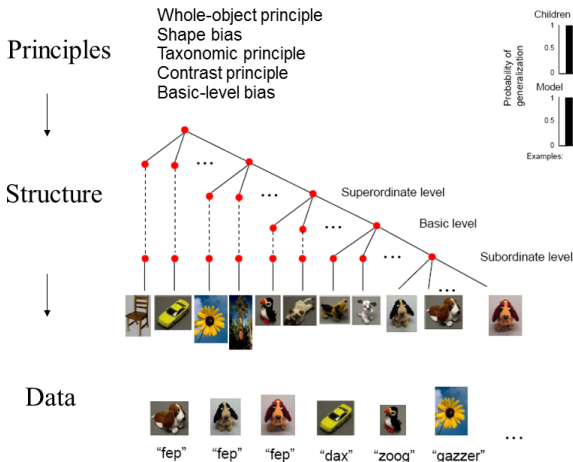 Whole-object principle
Shape bias
Taxonomic principle
Contrast principle
Basic-level bias
Principles
Children
Probability of generalization
1
0.5
0
Model
1
0.5
0
Examples:
...
Structure
...
Superordinate level
...
Basic level
...
Subordinate level
...
Data
"fep" "fep" "fep" "dax" "zoog" "gazzer" ...